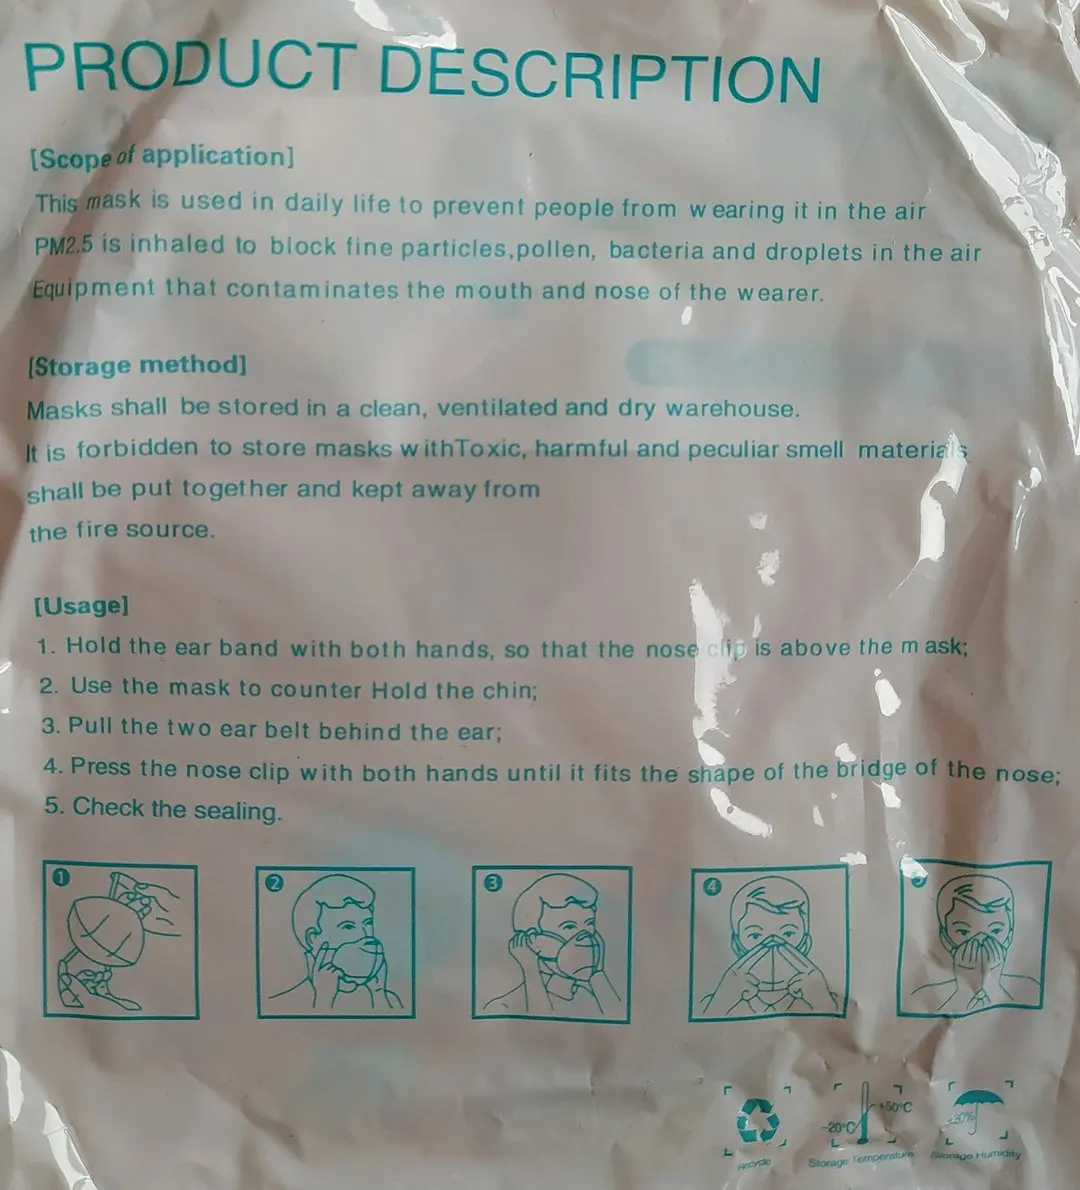 PRODUCT DESCRIPTION
[Scope of application]
This mask is used in daily life to prevent people from wearing it in the air
PM2.5 is inhaled to block fine particles,pollen, bacteria and droplets in the air
Equipment that contaminates the mouth and nose of the wearer.
[Storage method]
Masks shall be stored in a clean, ventilated and dry warehouse.
It is forbidden to store masks withToxic, harmful and peculiar smell materials
shall be put together and kept away from
the fire source.
[Usage]
1. Hold the ear band with both hands, so that the nose clip is above the mask;
2. Use the mask to counter Hold the chin;
3. Pull the two ear belt behind the ear;
4. Press the nose clip with both hands until it fits the shape of the bridge of the nose;
5. Check the sealing.
1 2 3 4
-20°C +50°C
80%
Recycle Storage Temperature Storage Humidity